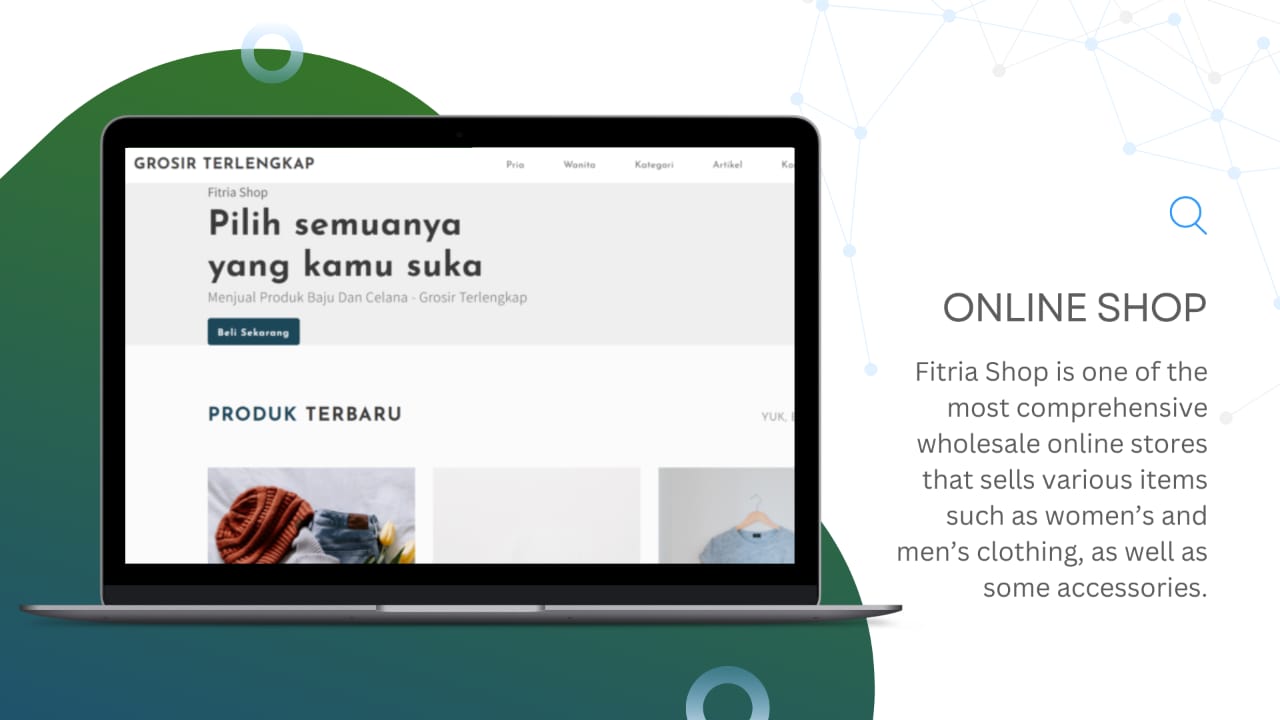 GROSIR TERLENGKAP
Pria Wanita Kategori Artikel
Fitria Shop
Pilih semuanya
yang kamu suka
Menjual Produk Baju Dan Celana - Grosir Terlengkap
Beli Sekarang
PRODUK TERBARU
YUK,
ONLINE SHOP
Fitria Shop is one of the
most comprehensive
wholesale online stores
that sells various items
such as women’s and
men’s clothing, as well as
some accessories.